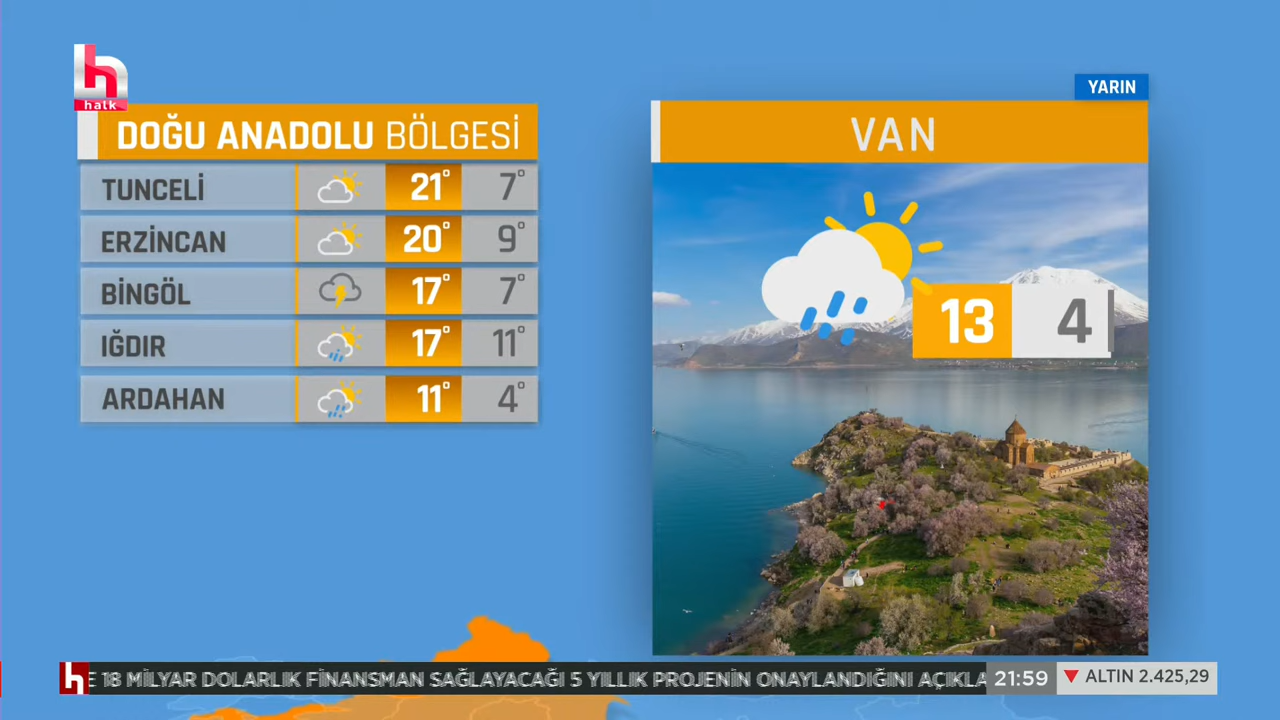 h
halk
DOĞU ANADOLU BÖLGESİ
TUNCELİ 21° 7°
ERZİNCAN 20° 9°
BİNGÖL 17° 7°
IĞDIR 17° 11°
ARDAHAN 11° 4°
YARIN
VAN
13 4
h E 18 MİLYAR DOLARLIK FİNANSMAN SAĞLAYACAĞI 5 YILLIK PROJENİN ONAYLANDIĞINI AÇIKLA 21:59 ▼ ALTIN 2.425,29